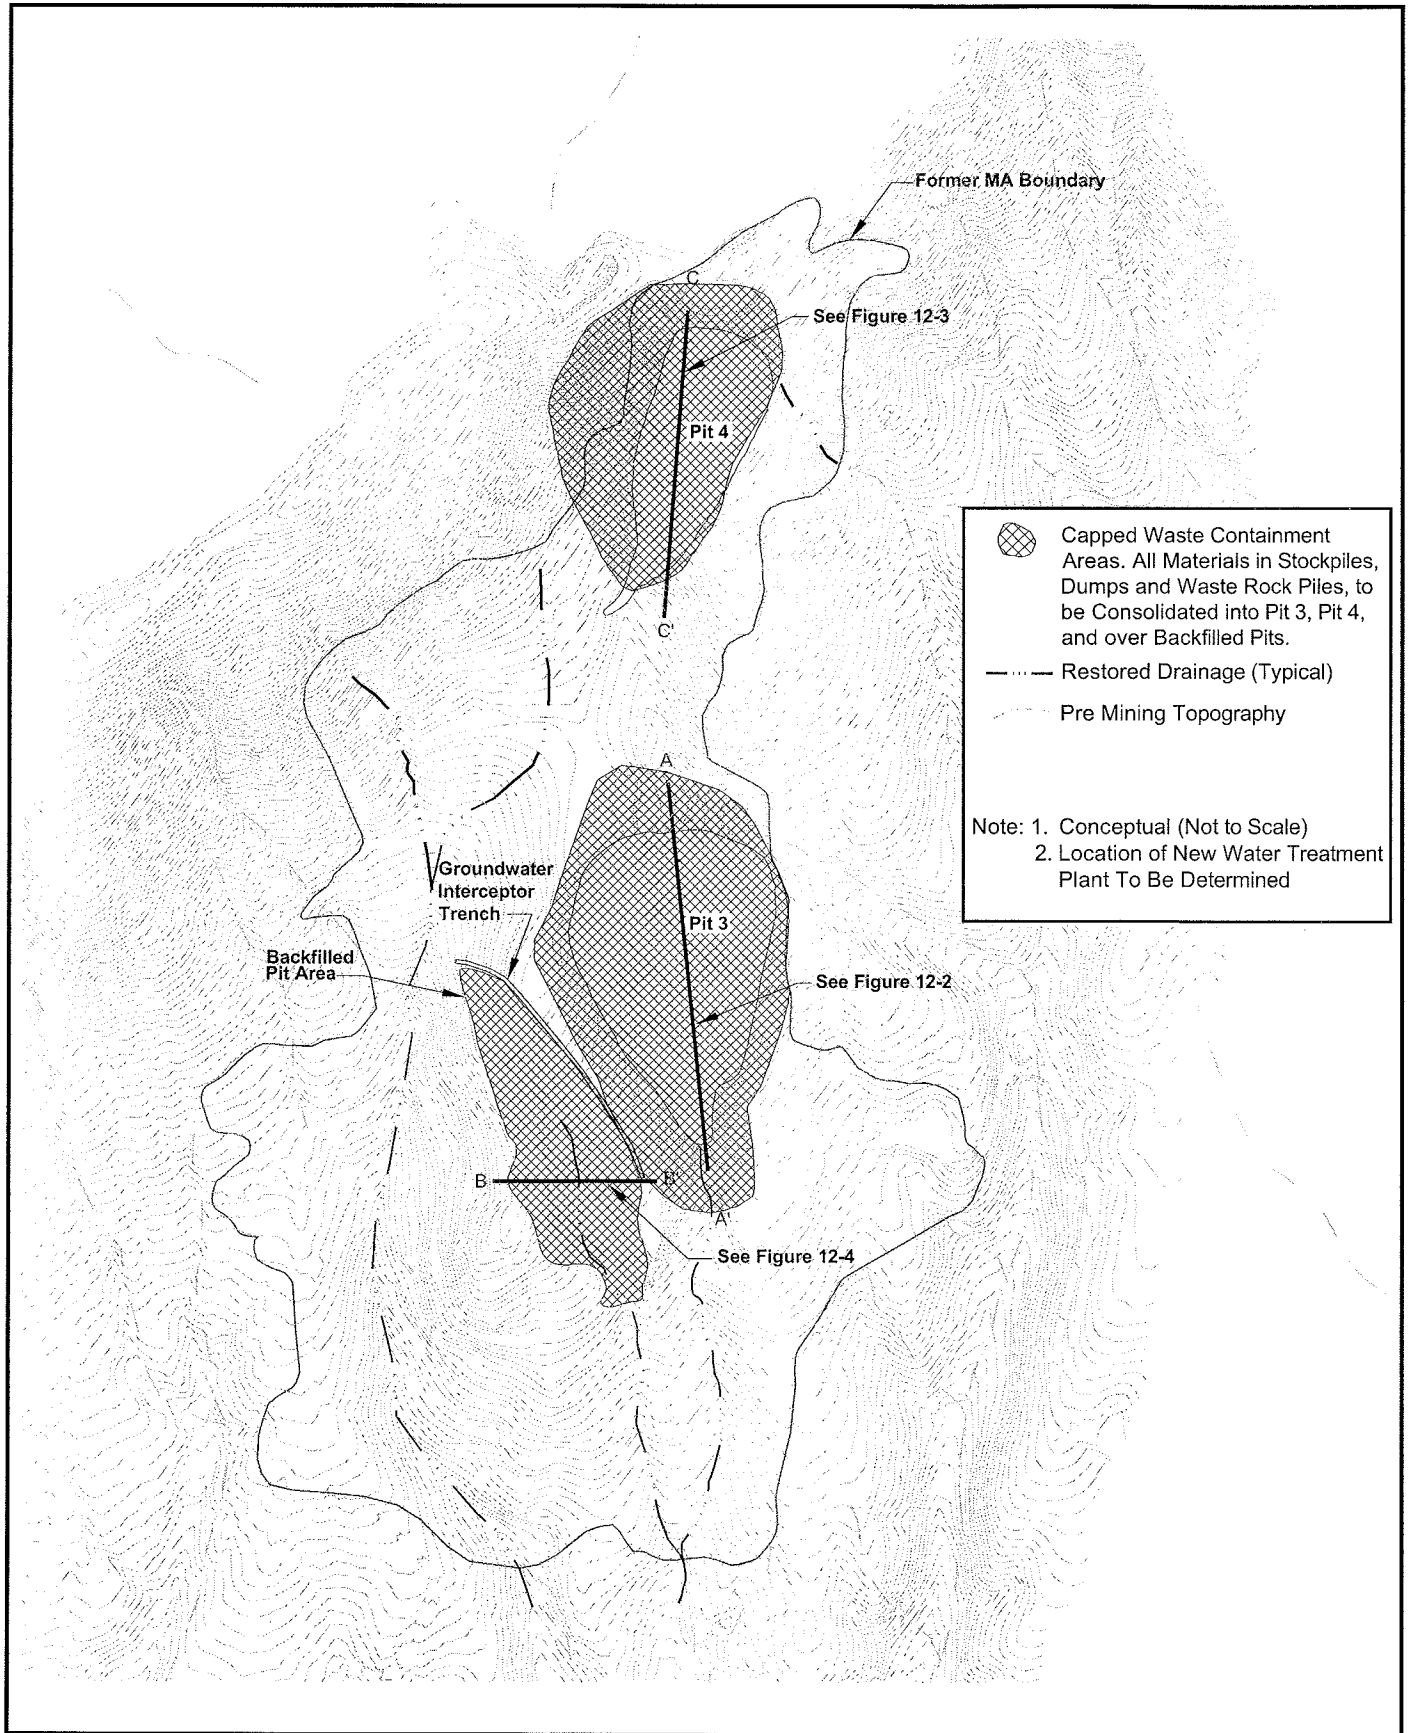 Former MA Boundary
C
See Figure 12-3
Pit 4
C'
Capped Waste Containment
Areas. All Materials in Stockpiles,
Dumps and Waste Rock Piles, to
be Consolidated into Pit 3, Pit 4,
and over Backfilled Pits.
Restored Drainage (Typical)
Pre Mining Topography
Note: 1. Conceptual (Not to Scale)
2. Location of New Water Treatment
Plant To Be Determined
A
Groundwater
Interceptor
Trench
Pit 3
Backfilled
Pit Area
See Figure 12-2
B
B'
A'
See Figure 12-4